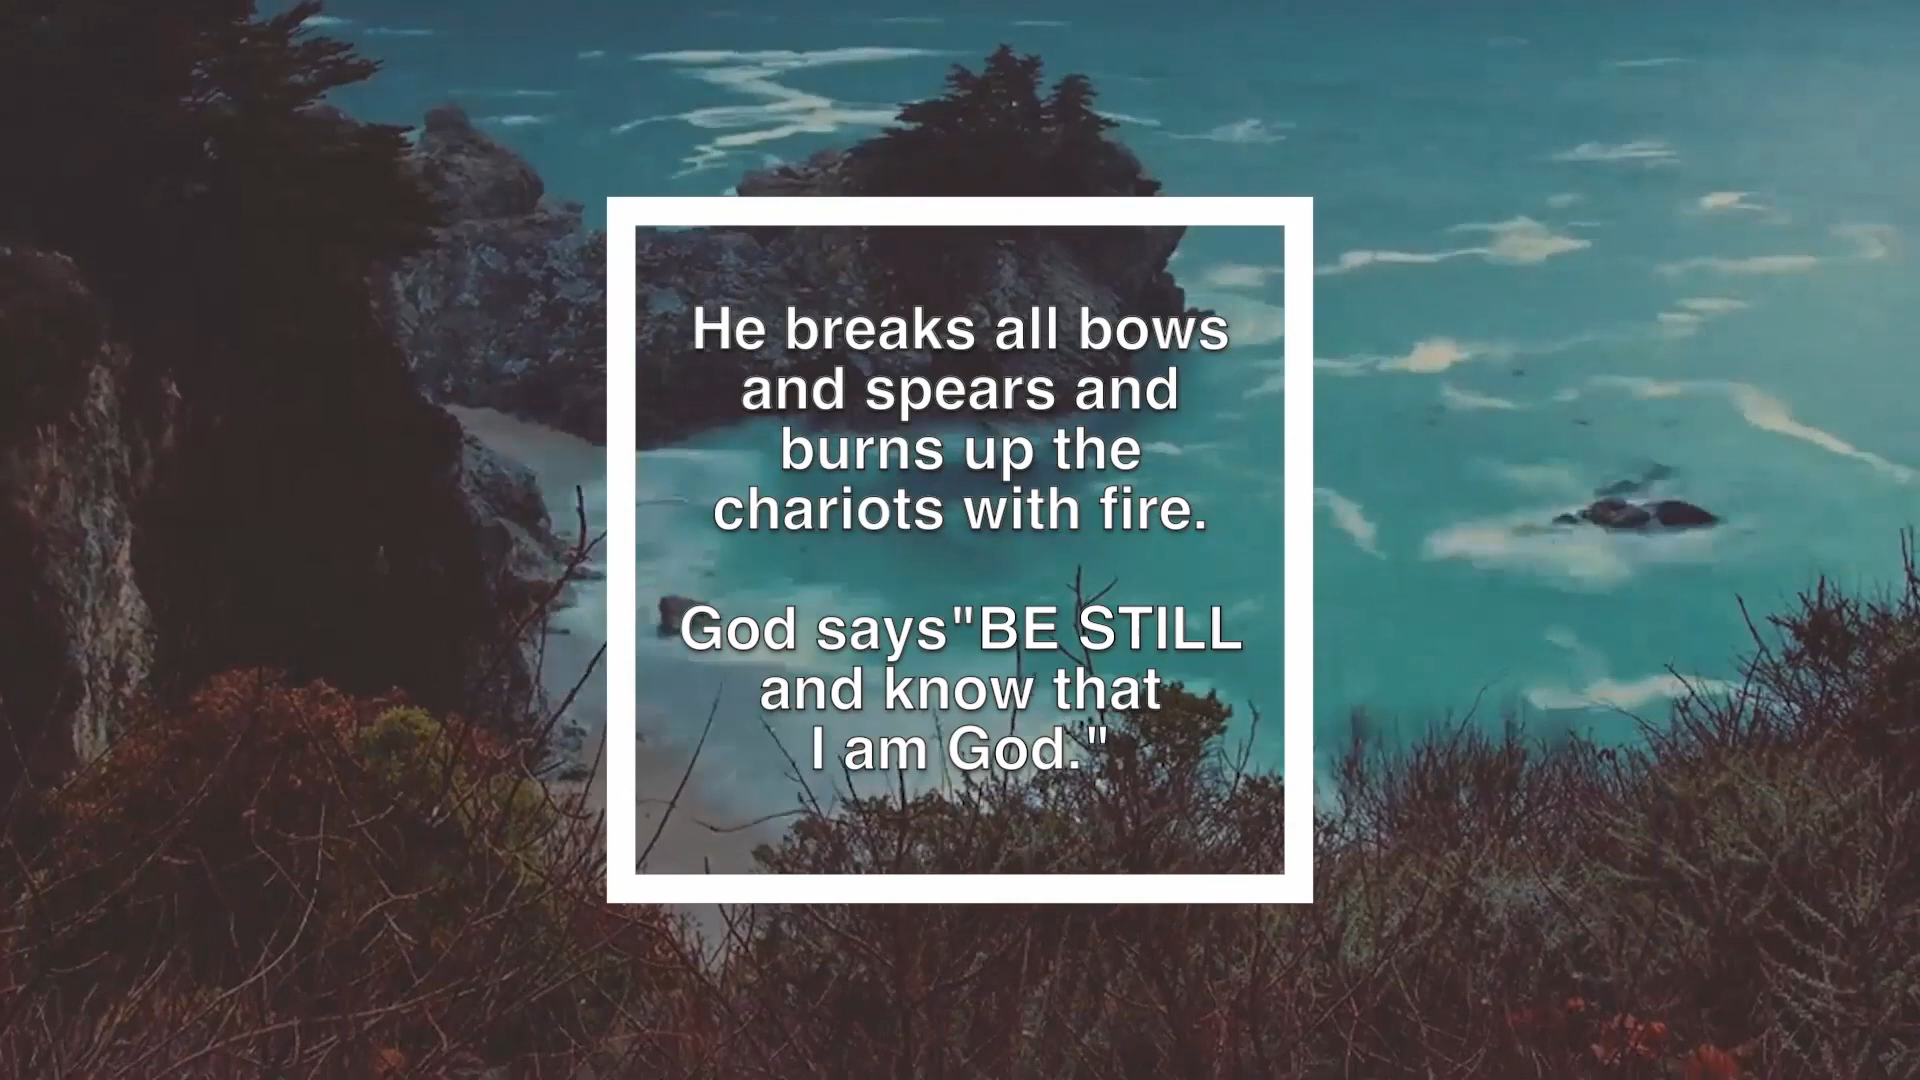 He breaks all bows
and spears and
burns up the
chariots with fire.
God says"BE STILL
and know that
I am God."